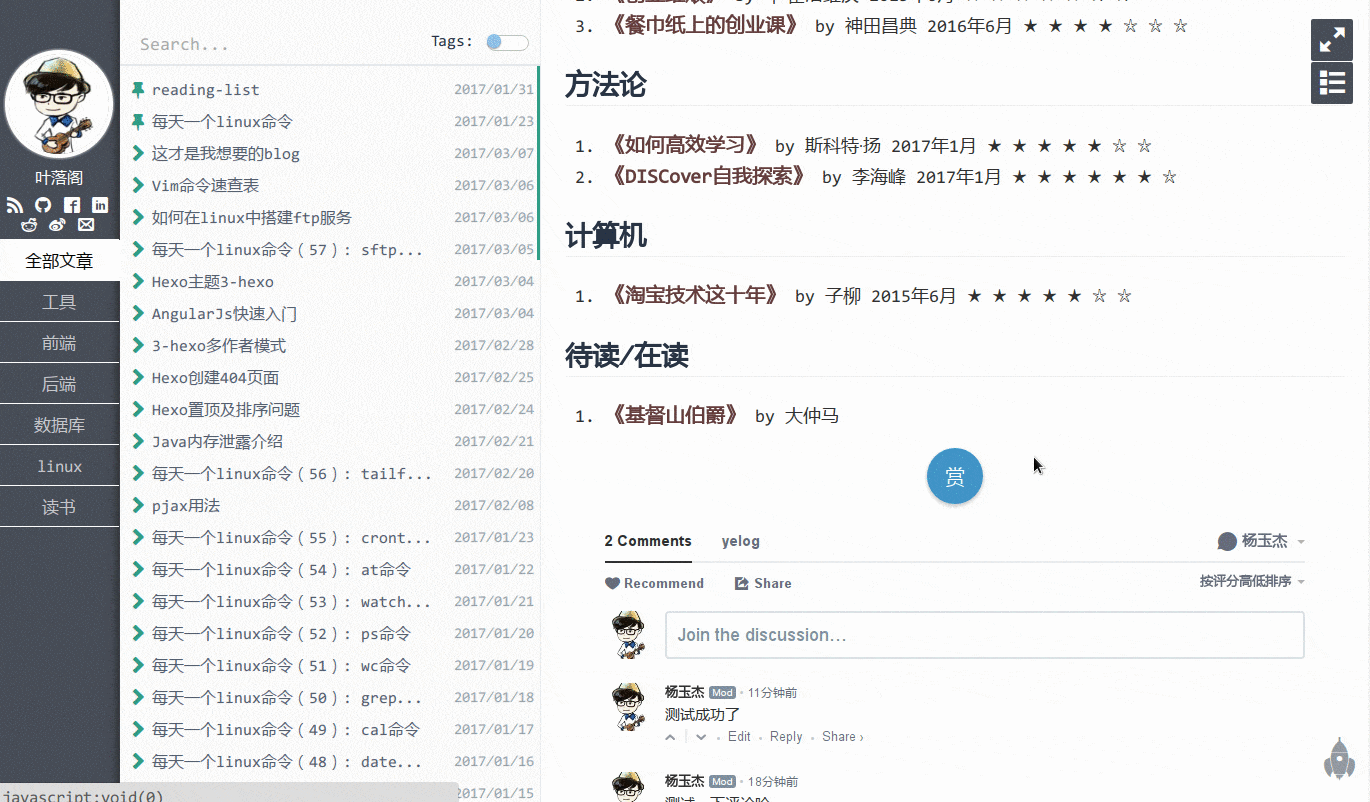 叶落阁
全部文章
工具
前端
后端
数据库
linux
读书
javascript:void(0)
Search...
Tags:
reading-list 2017/01/31
每天一个linux命令 2017/01/23
这才是我想要的blog 2017/03/07
Vim命令速查表 2017/03/06
如何在linux中搭建ftp服务 2017/03/06
每天一个linux命令(57): sftp... 2017/03/05
Hexo主题3-hexo 2017/03/04
AngularJs快速入门 2017/03/04
3-hexo多作者模式 2017/02/28
Hexo创建404页面 2017/02/25
Hexo置顶及排序问题 2017/02/24
Java内存泄露介绍 2017/02/21
每天一个linux命令(56): tailf... 2017/02/20
pjax用法 2017/02/08
每天一个linux命令(55): cront... 2017/01/23
每天一个linux命令(54): at命令 2017/01/22
每天一个linux命令(53): watch... 2017/01/21
每天一个linux命令(52): ps命令 2017/01/20
每天一个linux命令(51): wc命令 2017/01/19
每天一个linux命令(50): grep... 2017/01/18
每天一个linux命令(49): cal命令 2017/01/17
每天一个linux命令(48): date... 2017/01/16
2017/01/15
3. 《餐巾纸上的创业课》 by 神田昌典 2016年6月 ★ ★ ★ ★ ☆ ☆ ☆
方法论
1. 《如何高效学习》 by 斯科特·扬 2017年1月 ★ ★ ★ ★ ★ ☆ ☆
2. 《DISCover自我探索》 by 李海峰 2017年1月 ★ ★ ★ ★ ★ ★ ☆
计算机
1. 《淘宝技术这十年》 by 子柳 2015年6月 ★ ★ ★ ★ ★ ☆ ☆
待读/在读
1. 《基督山伯爵》 by 大仲马
赏
2 Comments yelog 杨玉杰
Recommend Share 按评分高低排序
Join the discussion...
杨玉杰 Mod • 11分钟前
测试成功了
Edit • Reply • Share ›
杨玉杰 Mod • 18分钟前